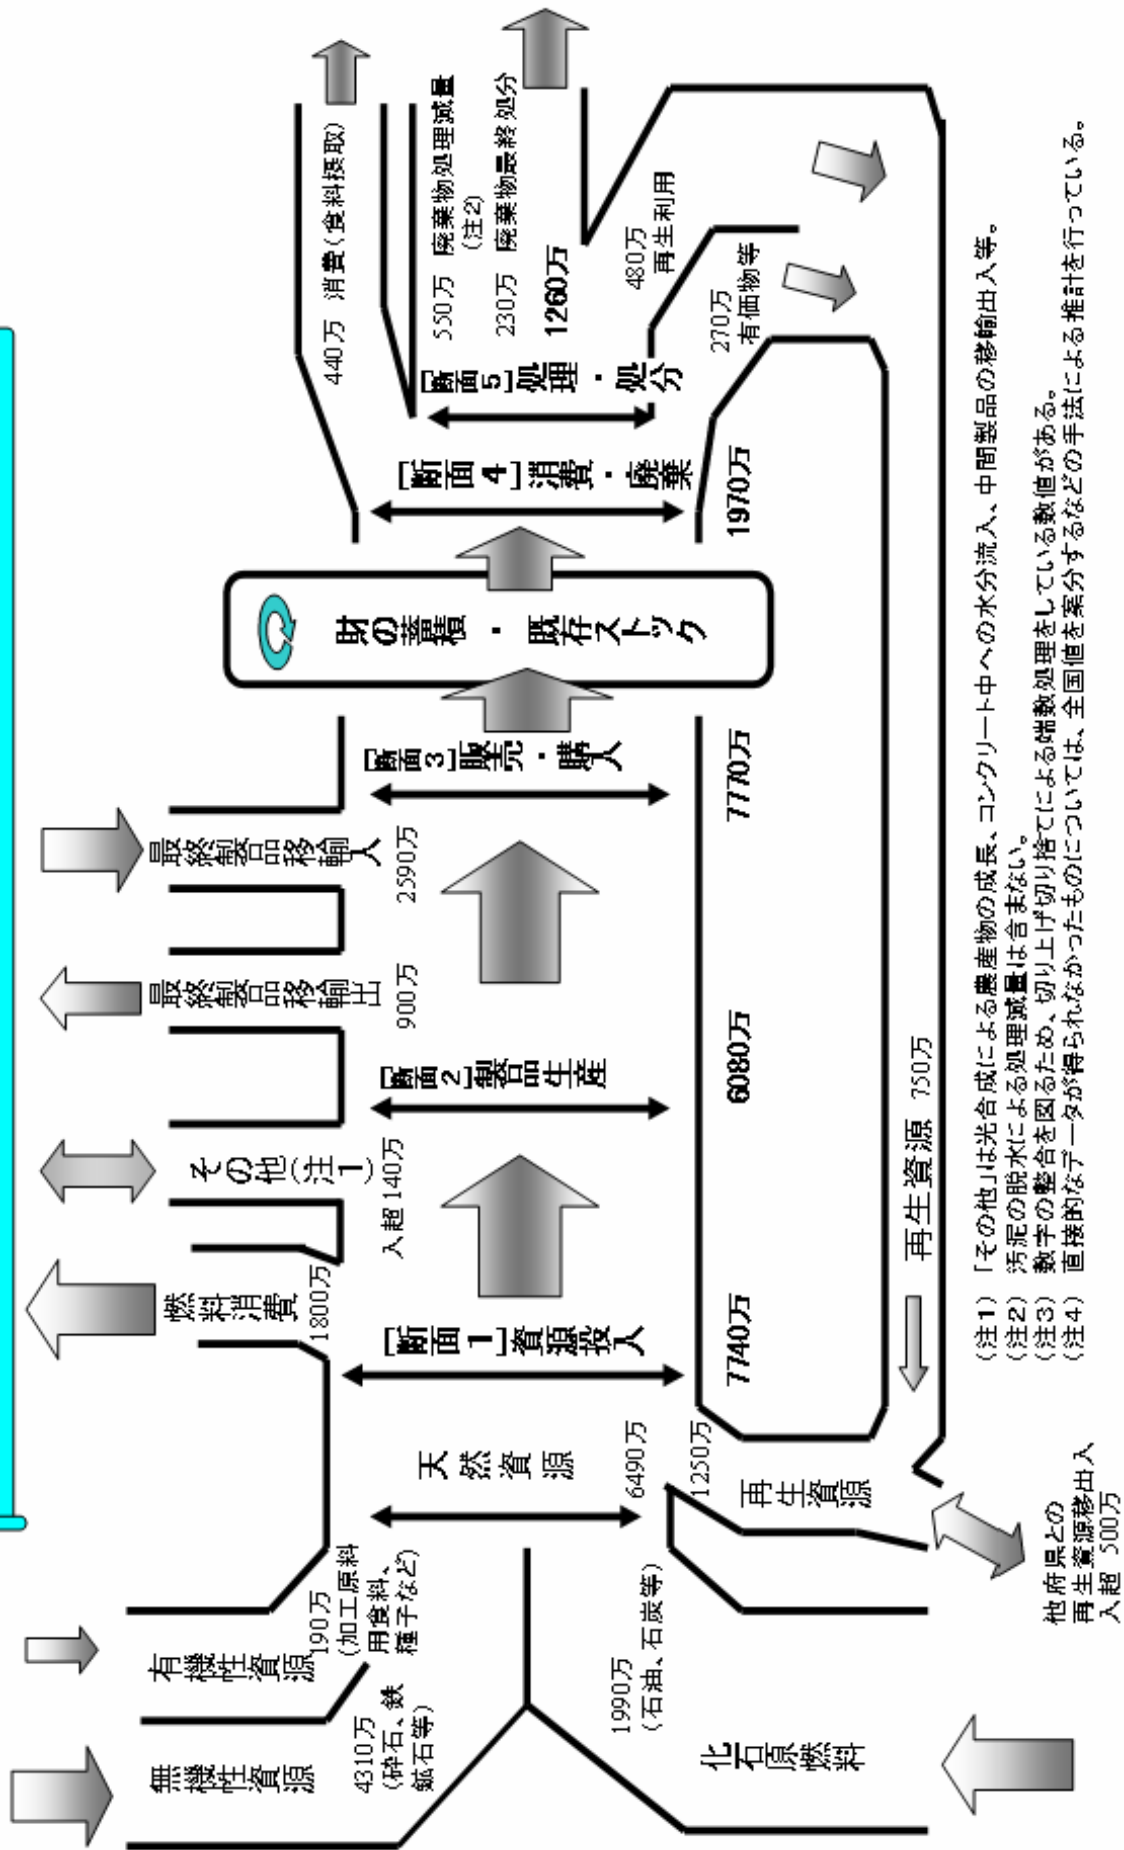 無機性資源
4310万
(砕石、鉄
鉱石等)
有機性資源
190万
(加工原料
用食料、
種子など)
化石原燃料
1990万
(石油、石炭等)
天然資源
6490万
1250万
再生資源
他府県との
再生資源移出入
入超 500万
[断面1]資源投入
7740万
燃料消費
1800万
その他(注1)
入超140万
[断面2]製品生産
6080万
最終製品移輸出
900万
最終製品移輸入
2590万
[断面3]販売・購入
7770万
財の蓄積・既存ストック
[断面4]消費・廃棄
1970万
[断面5]処理・処分
1260万
440万 消費(食料摂取)
550万 廃棄物処理減量
(注2)
230万 廃棄物最終処分
480万
再生利用
270万
有価物等
再生資源 750万
(注1) 「その他」は光合成による農産物の成長、コンクリート中への水分流入、中間製品の移輸出入等。
(注2) 汚泥の脱水による処理減量は含まない。
(注3) 数字の整合を図るため、切り上げ切り捨てによる端数処理をしている数値がある。
(注4) 直接的なデータが得られなかったものについては、全国値を案分するなどの手法による推計を行っている。